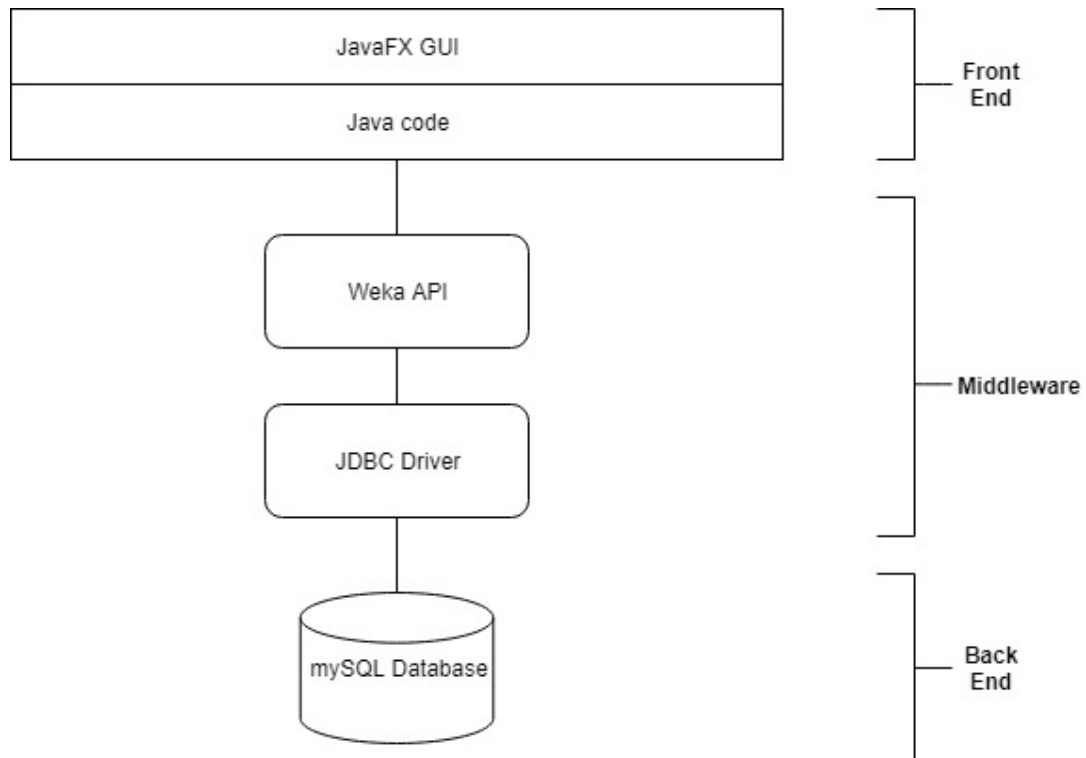 JavaFX GUI
Java code
Front
End
Weka API
JDBC Driver
Middleware
mySQL Database
Back
End